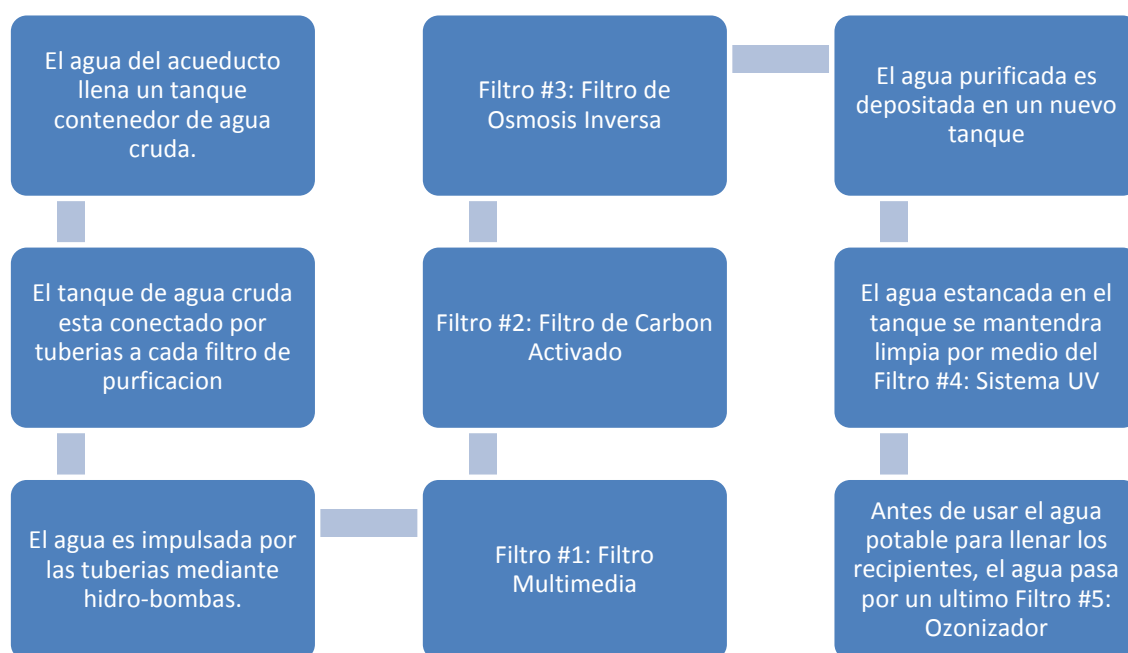 El agua del acueducto
llena un tanque
contenedor de agua
cruda.
El tanque de agua cruda
esta conectado por
tuberias a cada filtro de
purficacion
El agua es impulsada por
las tuberias mediante
hidro-bombas.
Filtro #1: Filtro
Multimedia
Filtro #2: Filtro de Carbon
Activado
Filtro #3: Filtro de
Osmosis Inversa
El agua purificada es
depositada en un nuevo
tanque
El agua estancada en el
tanque se mantendra
limpia por medio del
Filtro #4: Sistema UV
Antes de usar el agua
potable para llenar los
recipientes, el agua pasa
por un ultimo Filtro #5:
Ozonizador